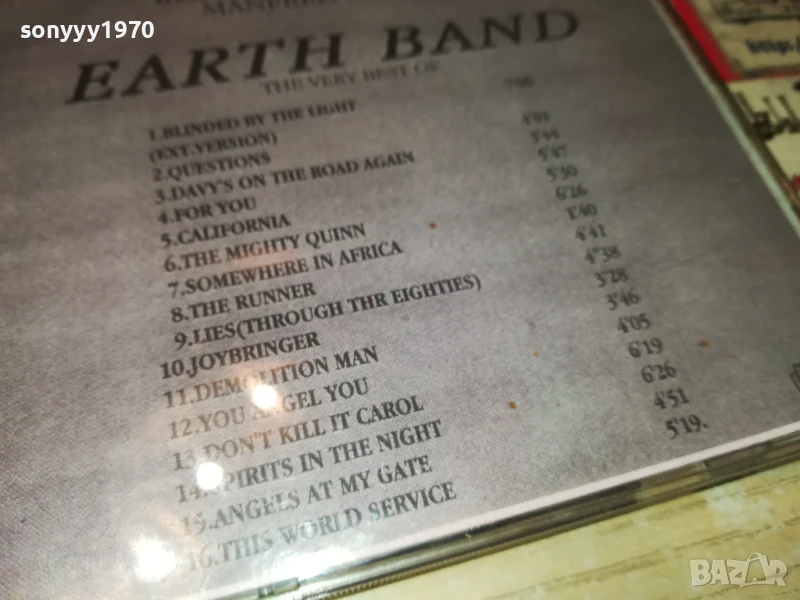 sonyyy1970
MANFRED
EARTH BAND
THE VERY BEST OF
1.BLINDED BY THE LIGHT
(EXT.VERSION) 
2.QUESTIONS
3.DAVY'S ON THE ROAD AGAIN
4.FOR YOU
5.CALIFORNIA
6.THE MIGHTY QUINN
7.SOMEWHERE IN AFRICA
8.THE RUNNER
9.LIES(THROUGH THR EIGHTIES)
10.JOYBRINGER
11.DEMOLITION MAN
12.YOU ANGEL YOU
13.DON'T KILL IT CAROL
14.SPIRITS IN THE NIGHT
15.ANGELS AT MY GATE
16.THIS WORLD SERVICE
5'44
5'47
5'30
6'26
1'40
4'41
4"38
3'28
3'46
4'05
6'19
6'26
4'51
5'19.
http:/
BAZAR
bg